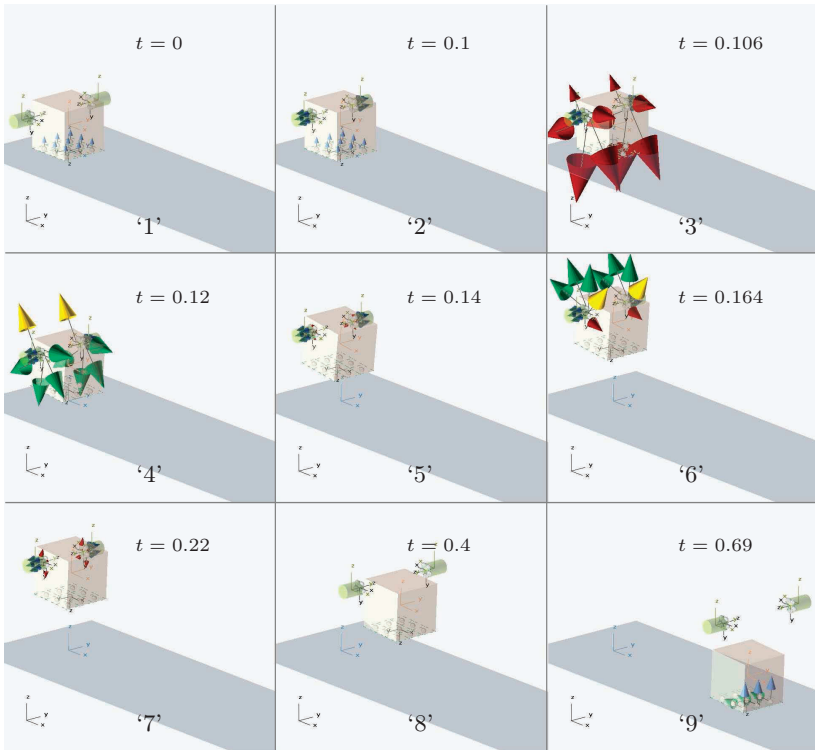 t = 0
t = 0.1
t = 0.106
'1'
'2'
'3'
t = 0.12
t = 0.14
t = 0.164
'4'
'5'
'6'
t = 0.22
t = 0.4
t = 0.69
'7'
'8'
'9'
z
y
x